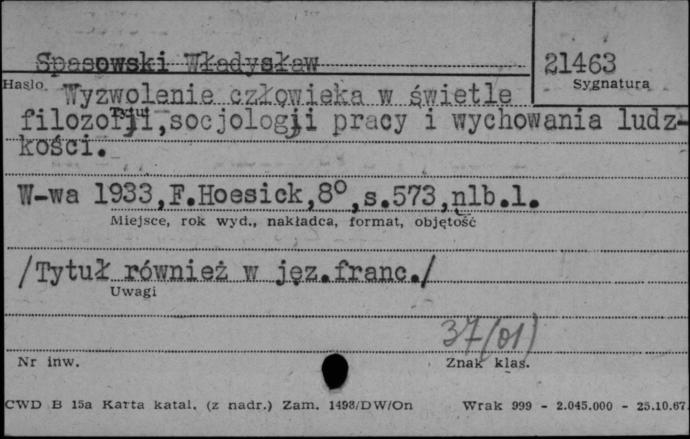 Spasowski Władysław
21463
Hasło
Sygnatura
Wyzwolenie człowieka w świetle
filozofji, socjologji pracy i wychowania ludz-
kości.
W-wa 1933, F.Hoesick, 8°, s.573, nlb.1.
Miejsce, rok wyd., nakładca, format, objętość
/Tytuł również w jęz.franc./
Uwagi
37(01)
Nr inw.
Znak klas.
CWD B 15a Karta katal. (z nadr.) Zam. 1498/DW/On Wrak 999 - 2.045.000 - 25.10.67.